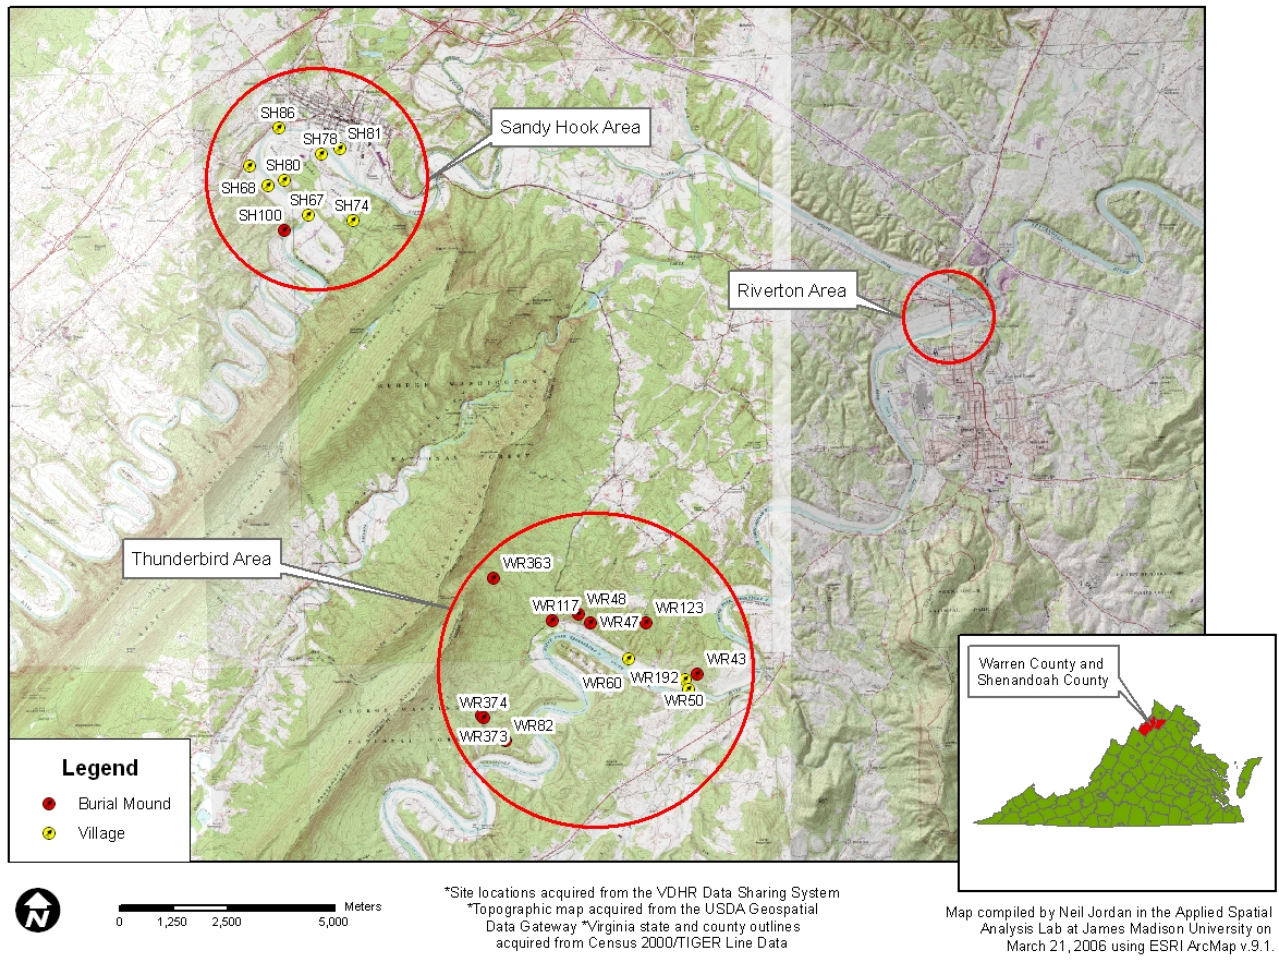 SH86
SH81
SH78
SH80
SH68
SH67
SH74
SH100
Sandy Hook Area
Riverton Area
Thunderbird Area
WR363
WR48
WR117
WR123
WR47
WR43
WR192
WR60
WR50
WR374
WR82
WR373
Warren County and
Shenandoah County
Legend
Burial Mound
Village
N
Meters
0 1,250 2,500 5,000
*Site locations acquired from the VDHR Data Sharing System
*Topographic map acquired from the USDA Geospatial
Data Gateway *Virginia state and county outlines
acquired from Census 2000/TIGER Line Data
Map compiled by Neil Jordan in the Applied Spatial
Analysis Lab at James Madison University on
March 21, 2006 using ESRI ArcMap v.9.1.